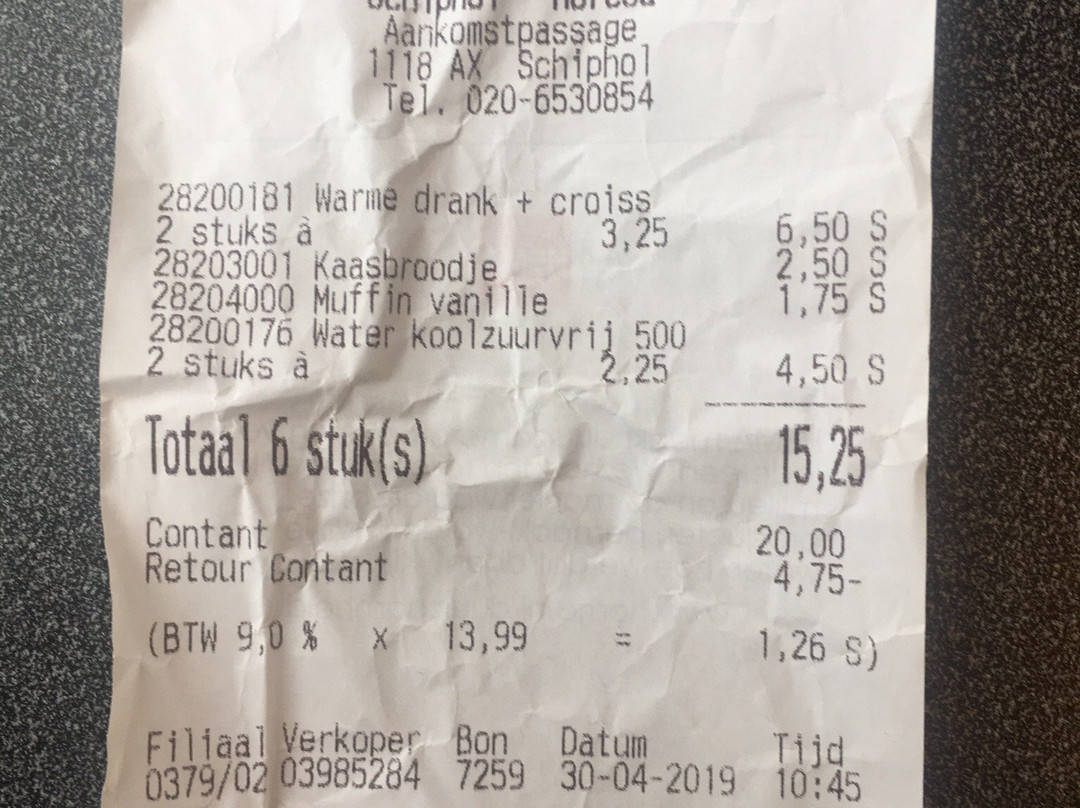 Schiphol Horeca
Aankomstpassage
1118 AX Schiphol
Tel. 020-6530854
28200181 Warme drank + croiss
2 stuks à 3,25 6,50 S
28203001 Kaasbroodje 2,50 S
28204000 Muffin vanille 1,75 S
28200176 Water koolzuurvrij 500
2 stuks à 2,25 4,50 S
Totaal 6 stuk(s) 15,25
Contant 20,00
Retour Contant 4,75-
(BTW 9,0 % x 13,99 = 1,26 S)
Filiaal Verkoper Bon Datum Tijd
0379/02 03985284 7259 30-04-2019 10:45